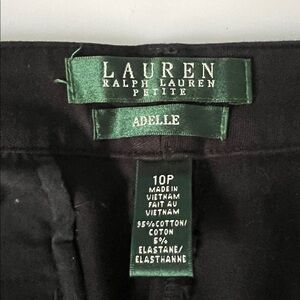 LAUREN
RALPH LAUREN
PETITE
ADELLE
10P
MADE IN
VIETNAM
FAIT AU
VIETNAM
95% COTTON/
COTON
5%
ELASTANE/
ELASTHANNE